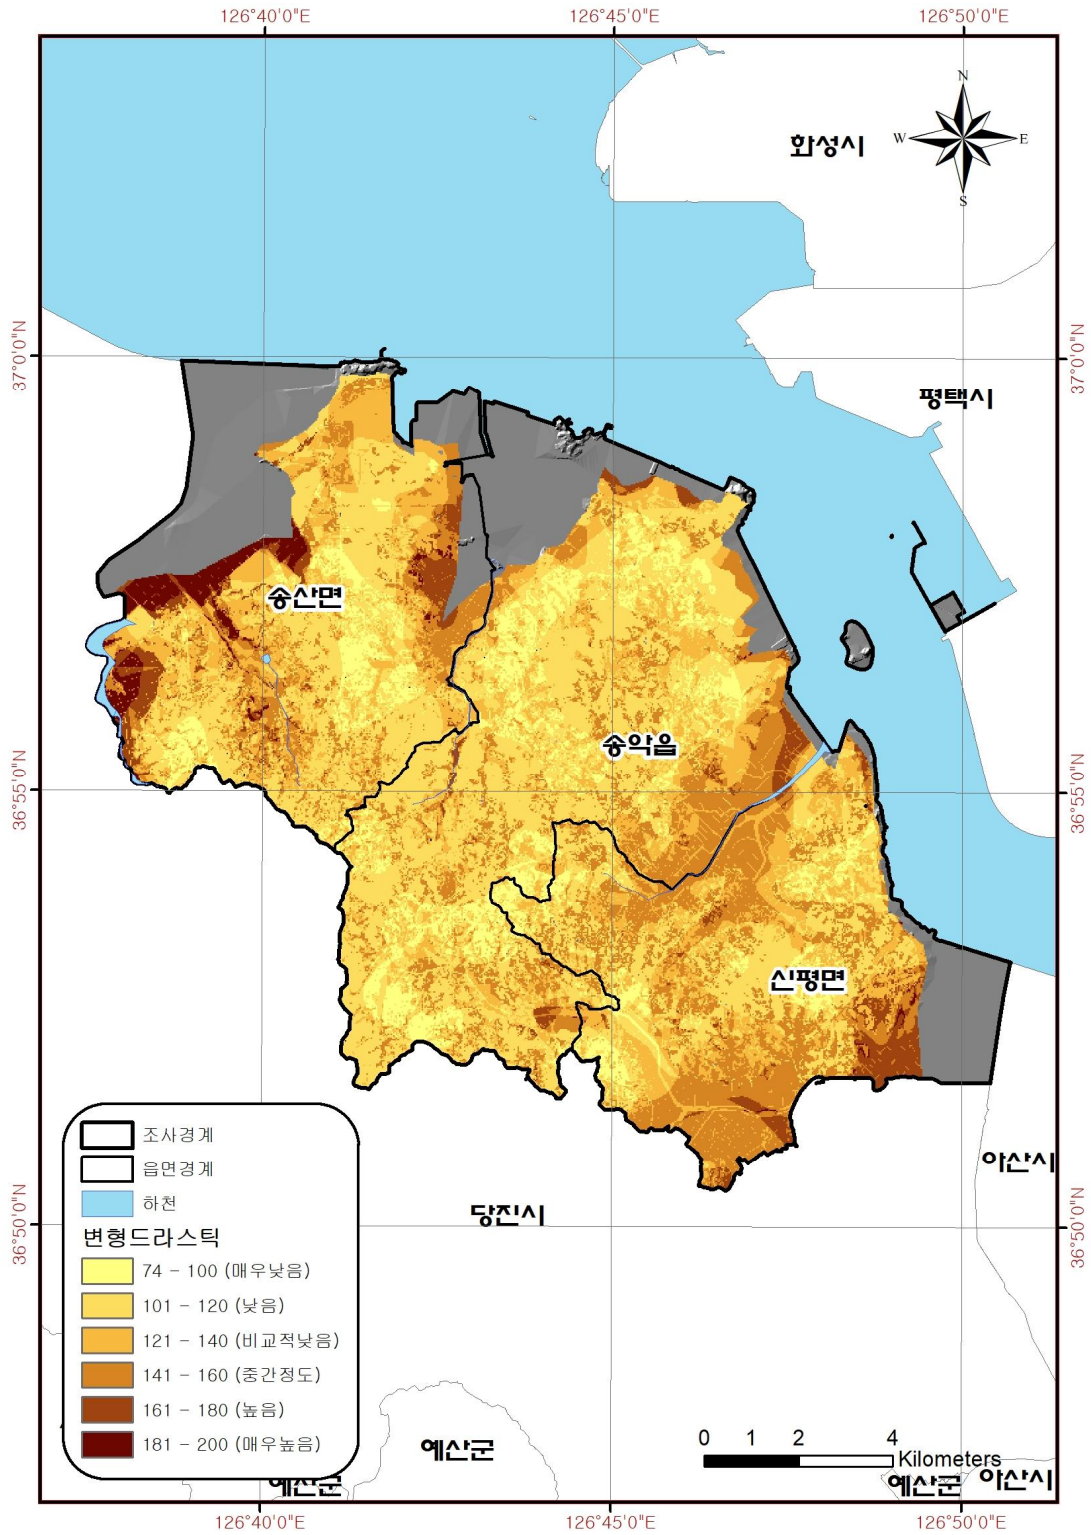 126°40'0"E
126°45'0"E
126°50'0"E
N
W
E
S
화성시
37°0'0"N
37°0'0"N
평택시
송산면
송악읍
36°55'0"N
36°55'0"N
신평면
아산시
당진시
36°50'0"N
36°50'0"N
조사경계
읍면경계
하천
변형드라스틱
74 - 100 (매우낮음)
101 - 120 (낮음)
121 - 140 (비교적낮음)
141 - 160 (중간정도)
161 - 180 (높음)
181 - 200 (매우높음)
0 1 2 4
Kilometers
예산군
예산군
예산군
아산시
126°40'0"E
126°45'0"E
126°50'0"E